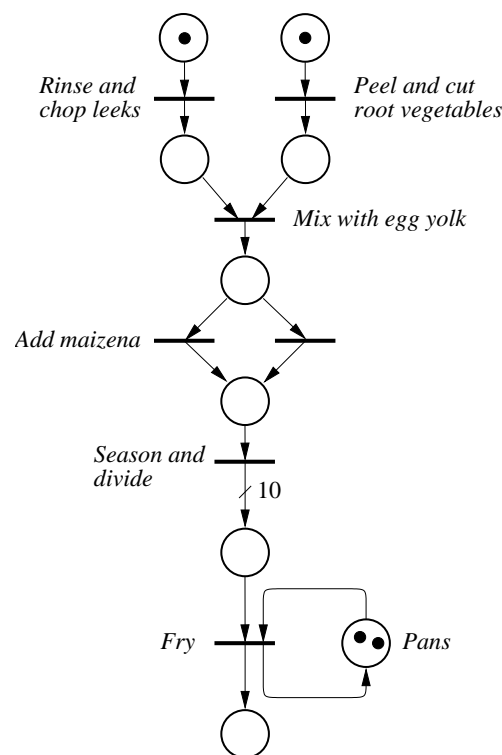 Rinse and
chop leeks
Peel and cut
root vegetables
Mix with egg yolk
Add maizena
Season and
divide
10
Fry
Pans